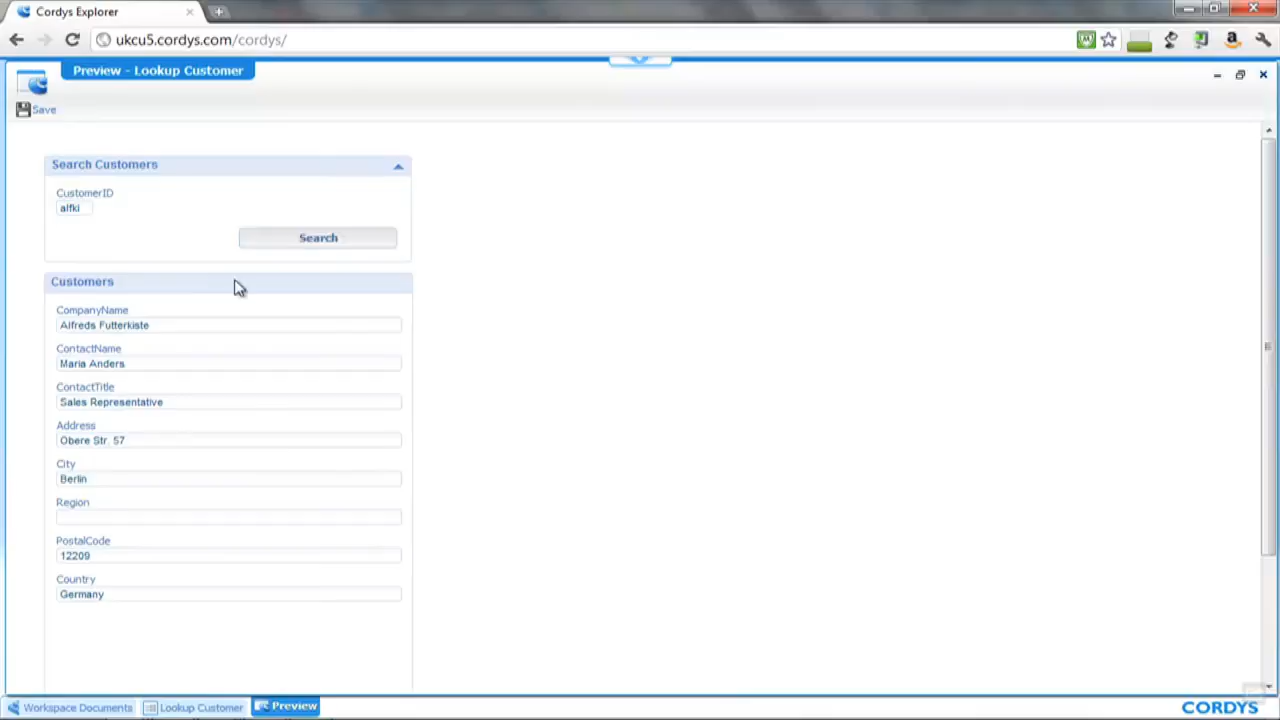 Cordys Explorer
ukcu5.cordys.com/cordys/
Preview - Lookup Customer
Save
Search Customers
CustomerID
alfki
Search
Customers
CompanyName
Alfreds Futterkiste
ContactName
Maria Anders
ContactTitle
Sales Representative
Address
Obere Str. 57
City
Berlin
Region
PostalCode
12209
Country
Germany
Workspace Documents
Lookup Customer
Preview
CORDYS